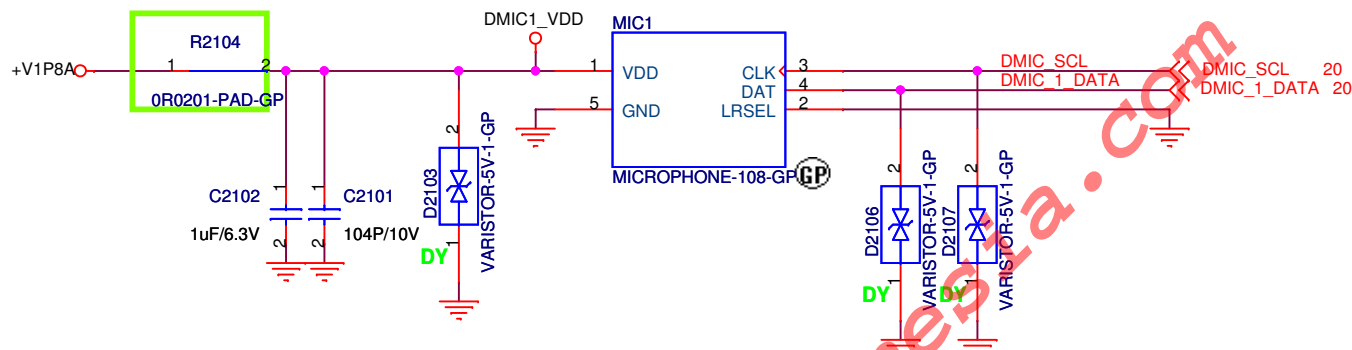 DMIC1_VDD
MIC1
R2104
+V1P8A
1
2
0R0201-PAD-GP
1
VDD
5
GND
CLK
3
DAT
4
LRSEL
2
DMIC_SCL
DMIC_1_DATA
DMIC_SCL 20
DMIC_1_DATA 20
MICROPHONE-108-GP
GP
C2102
1
2
1uF/6.3V
C2101
1
2
104P/10V
D2103
2
1
VARISTOR-5V-1-GP
DY
D2106
2
1
VARISTOR-5V-1-GP
DY
D2107
2
1
VARISTOR-5V-1-GP
DY
esia.com